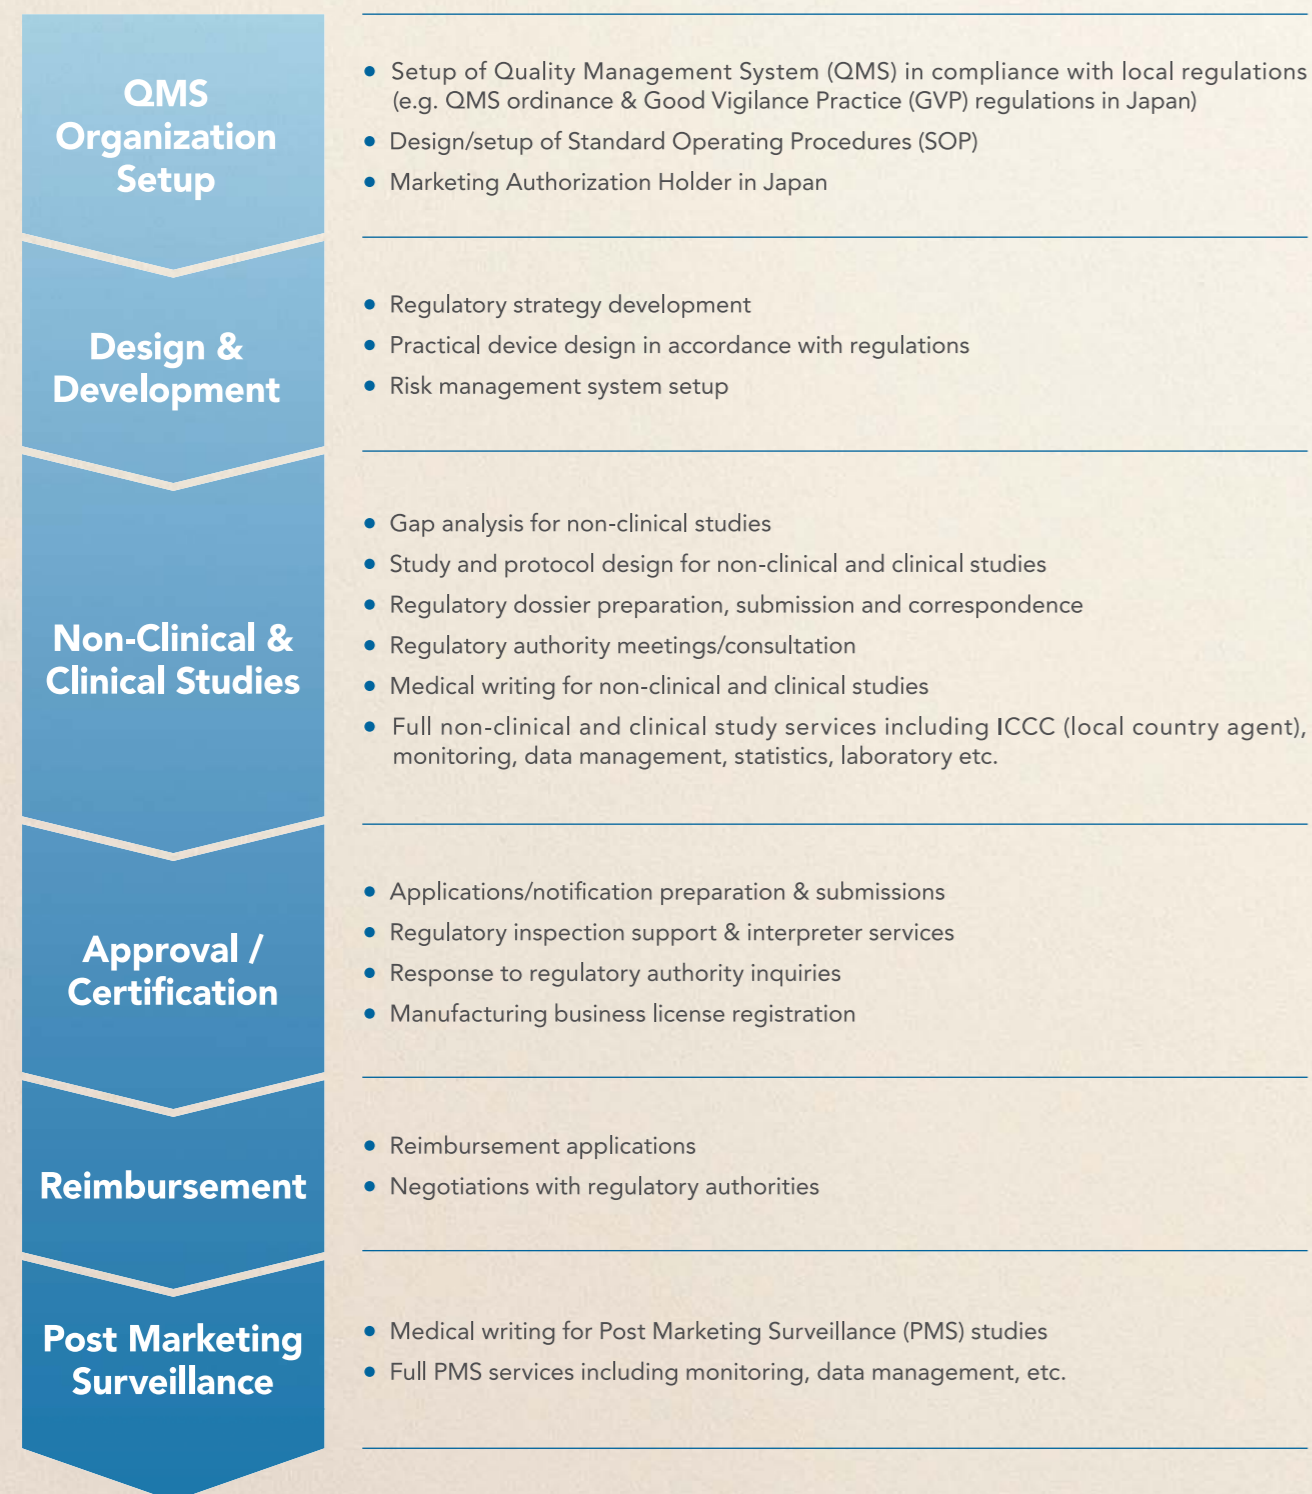 QMS
Organization
Setup
• Setup of Quality Management System (QMS) in compliance with local regulations
(e.g. QMS ordinance & Good Vigilance Practice (GVP) regulations in Japan)
• Design/setup of Standard Operating Procedures (SOP)
• Marketing Authorization Holder in Japan
Design &
Development
• Regulatory strategy development
• Practical device design in accordance with regulations
• Risk management system setup
Non-Clinical &
Clinical Studies
• Gap analysis for non-clinical studies
• Study and protocol design for non-clinical and clinical studies
• Regulatory dossier preparation, submission and correspondence
• Regulatory authority meetings/consultation
• Medical writing for non-clinical and clinical studies
• Full non-clinical and clinical study services including ICCC (local country agent),
monitoring, data management, statistics, laboratory etc.
Approval /
Certification
• Applications/notification preparation & submissions
• Regulatory inspection support & interpreter services
• Response to regulatory authority inquiries
• Manufacturing business license registration
Reimbursement
• Reimbursement applications
• Negotiations with regulatory authorities
Post Marketing
Surveillance
• Medical writing for Post Marketing Surveillance (PMS) studies
• Full PMS services including monitoring, data management, etc.